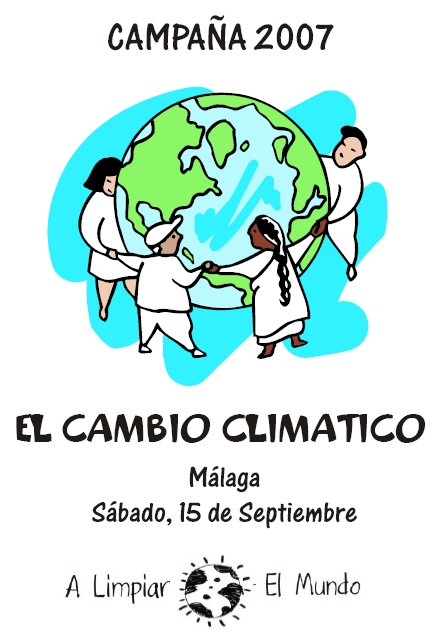 CAMPAÑA 2007
EL CAMBIO CLIMATICO
Málaga
Sábado, 15 de Septiembre
A Limpiar El Mundo